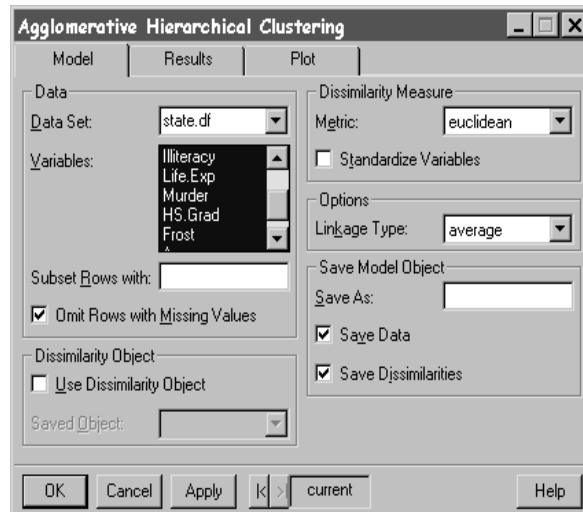 Agglomerative Hierarchical Clustering
Model
Results
Plot
Data
Data Set:
state.df
Variables:
Illiteracy
Life.Exp
Murder
HS.Grad
Frost
Subset Rows with:
Omit Rows with Missing Values
Dissimilarity Object
Use Dissimilarity Object
Saved Object:
Dissimilarity Measure
Metric:
euclidean
Standardize Variables
Options
Linkage Type:
average
Save Model Object
Save As:
Save Data
Save Dissimilarities
OK
Cancel
Apply
current
Help